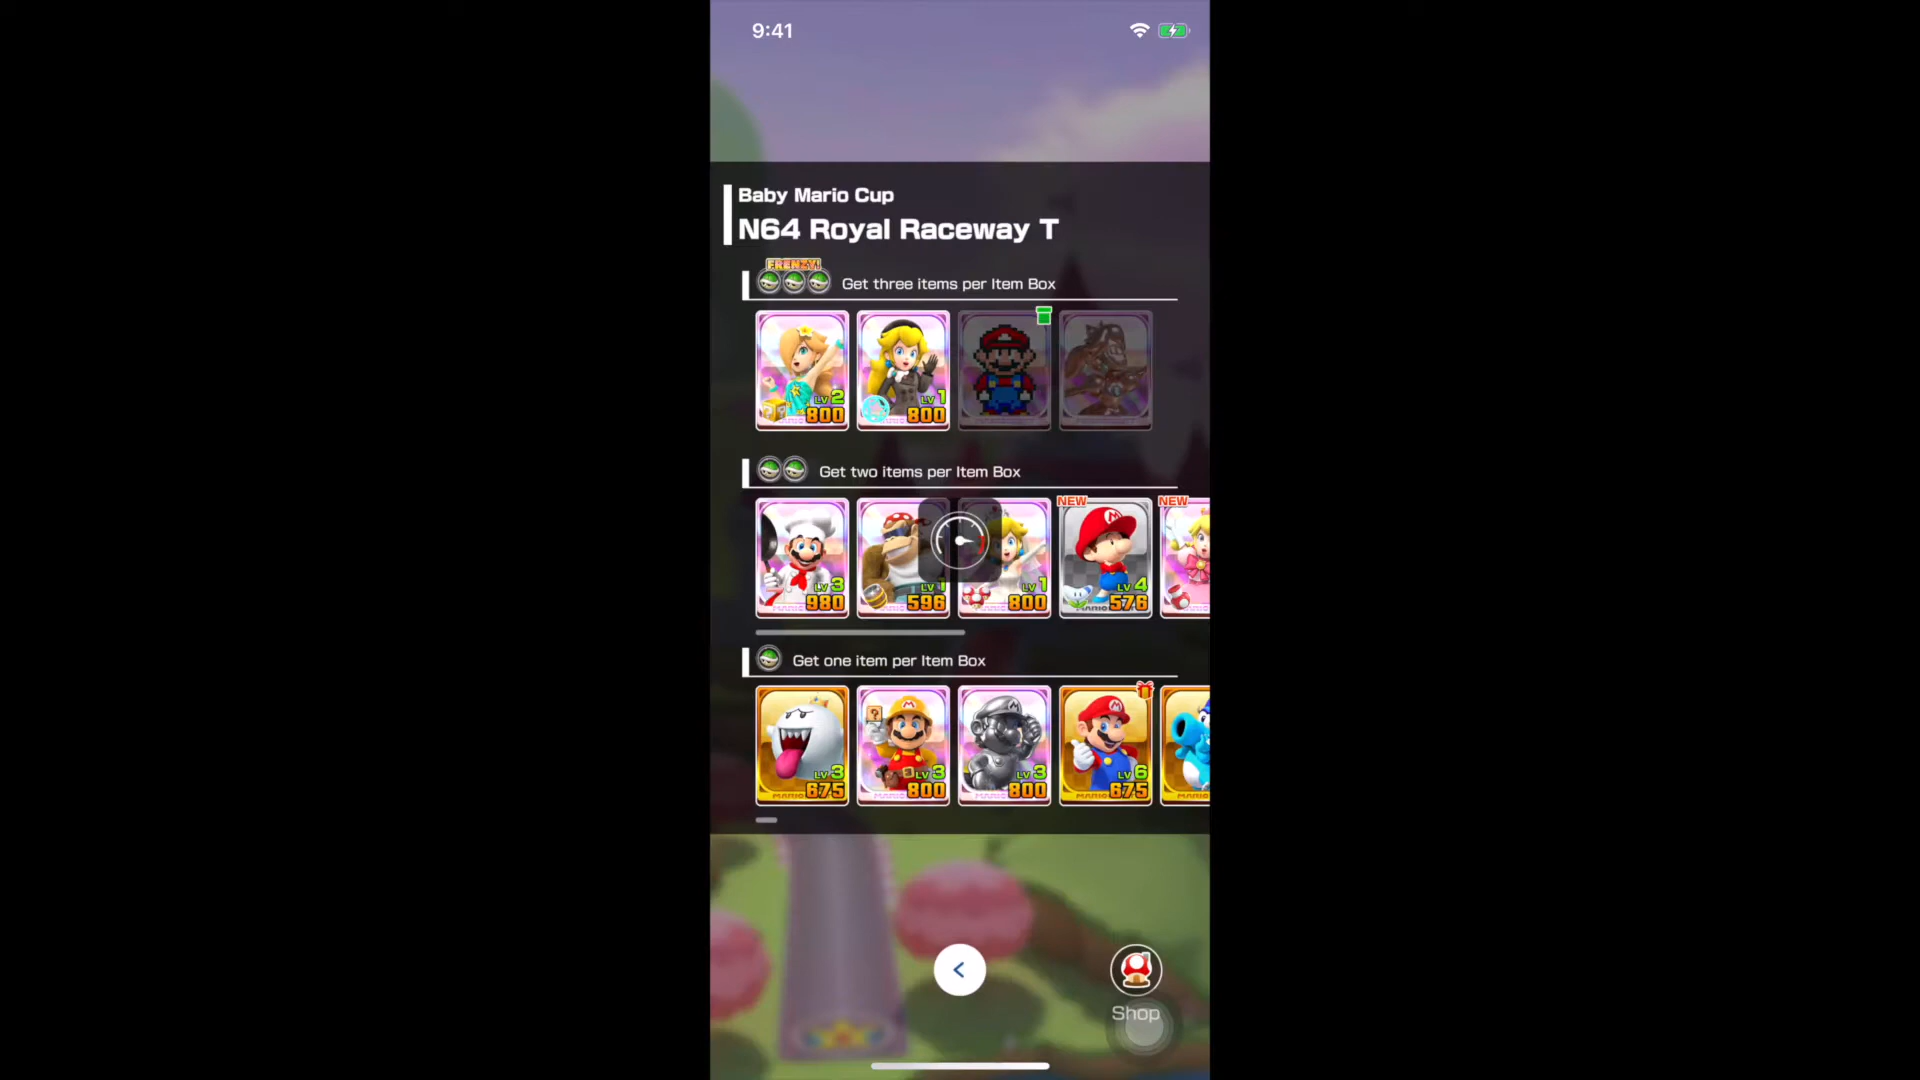 9:41
Baby Mario Cup
N64 Royal Raceway T
FRENZY!
Get three items per Item Box
LV 2
800
LV 1
800
Get two items per Item Box
NEW
NEW
LV 3
980
LV 1
596
LV 1
800
LV 4
576
Get one item per Item Box
LV 3
675
LV 3
800
LV 3
800
LV 6
675
Shop